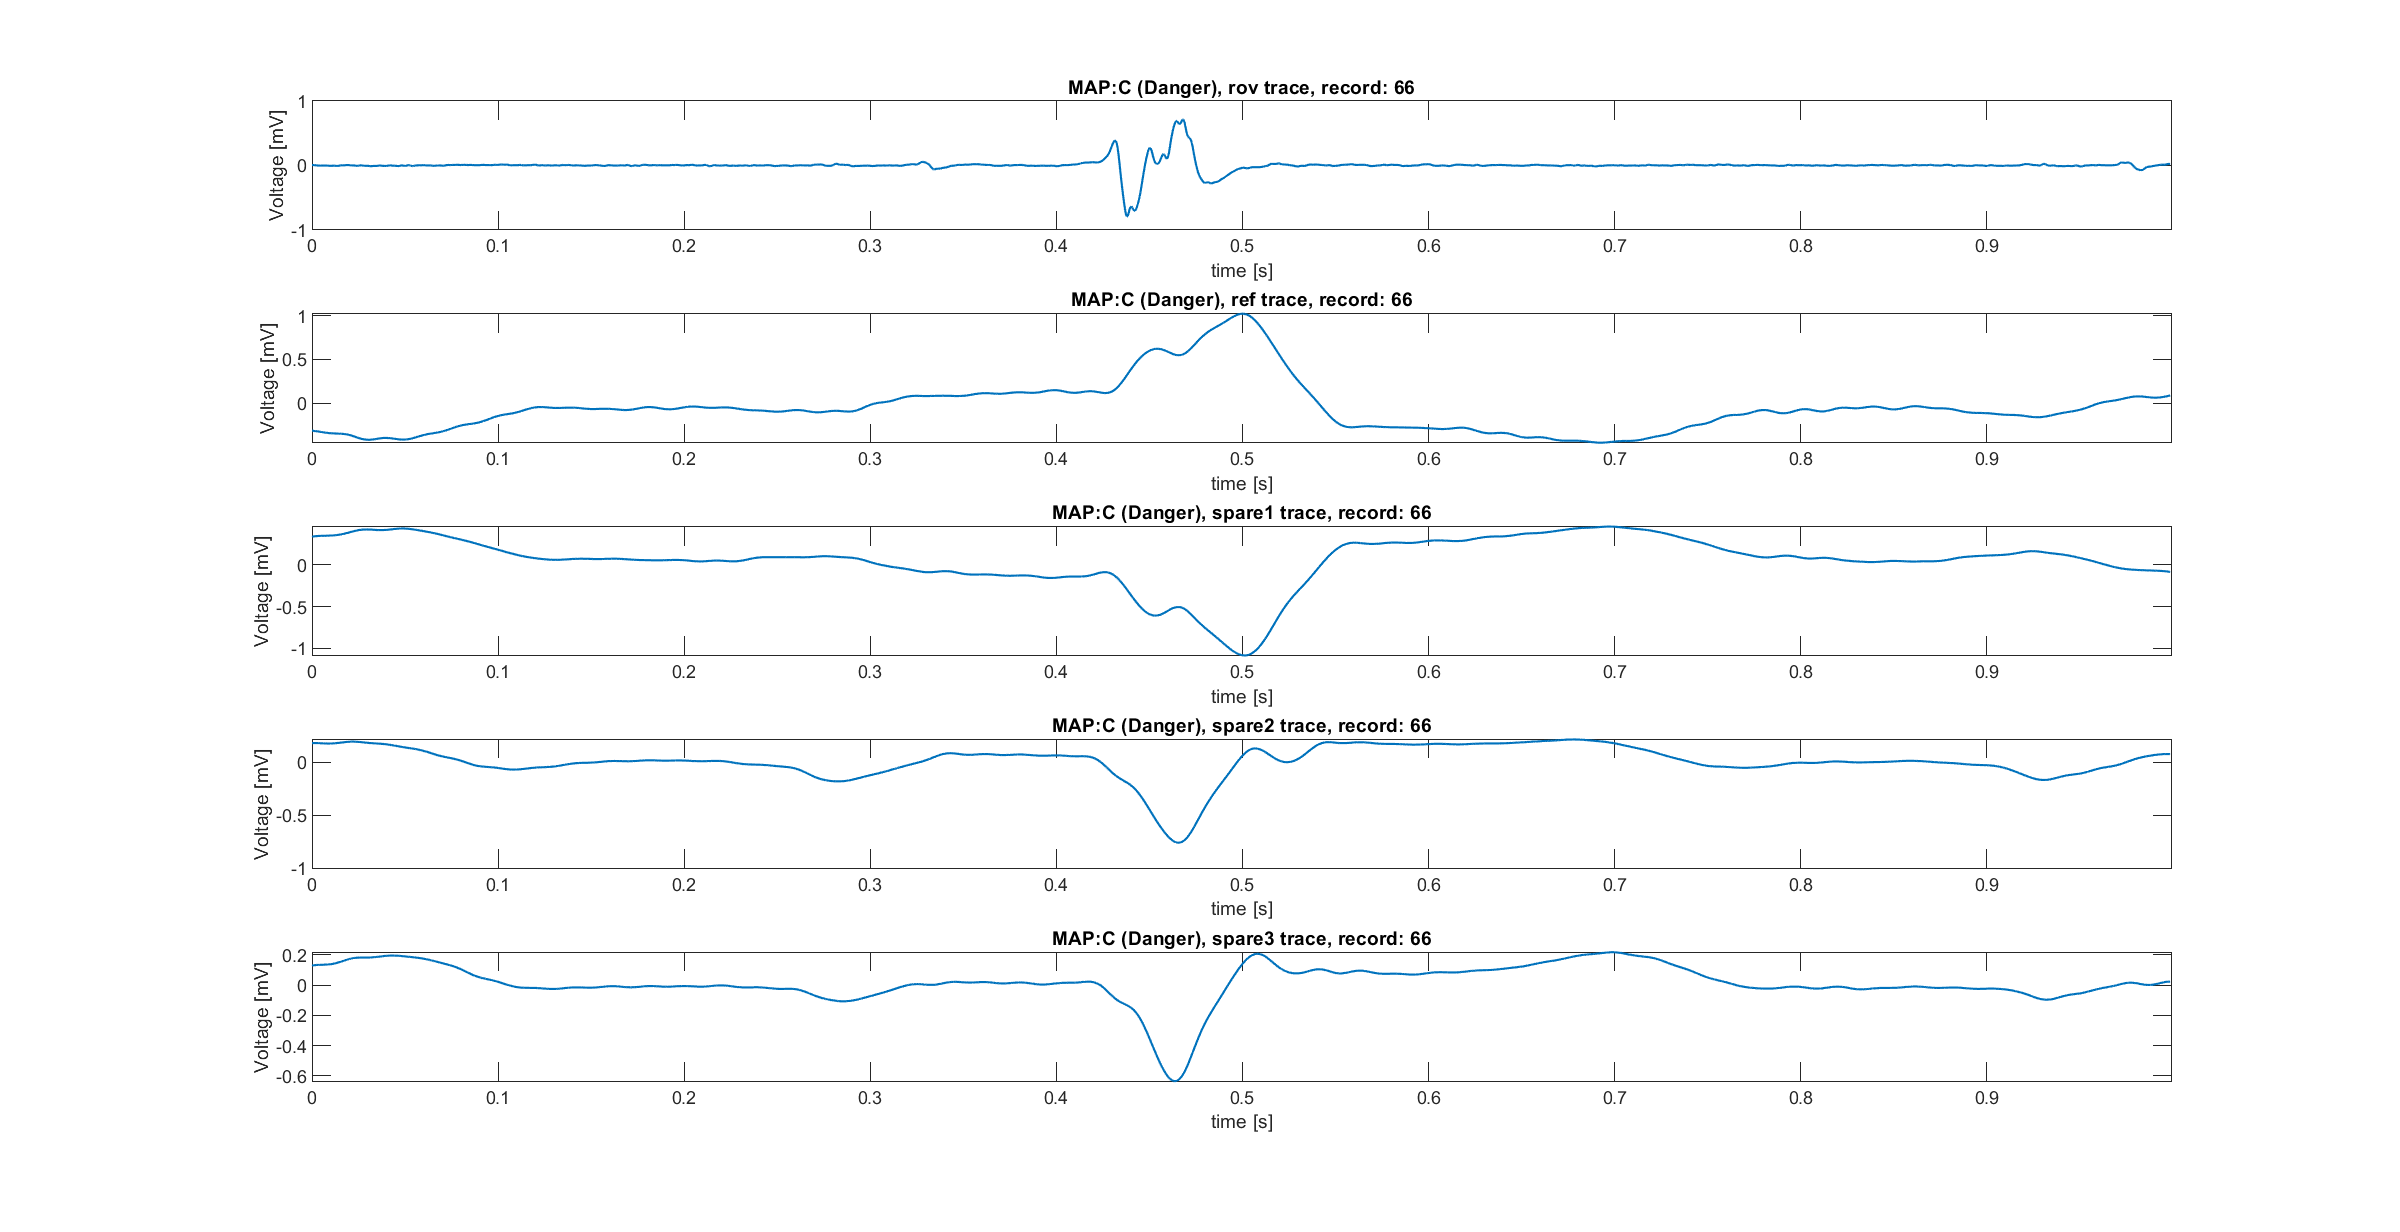 MAP:C (Danger), rov trace, record: 66
Voltage [mV]
1
0
-1
0 0.1 0.2 0.3 0.4 0.5 0.6 0.7 0.8 0.9
time [s]
MAP:C (Danger), ref trace, record: 66
Voltage [mV]
1
0.5
0
0 0.1 0.2 0.3 0.4 0.5 0.6 0.7 0.8 0.9
time [s]
MAP:C (Danger), spare1 trace, record: 66
Voltage [mV]
0
-0.5
-1
0 0.1 0.2 0.3 0.4 0.5 0.6 0.7 0.8 0.9
time [s]
MAP:C (Danger), spare2 trace, record: 66
Voltage [mV]
0
-0.5
-1
0 0.1 0.2 0.3 0.4 0.5 0.6 0.7 0.8 0.9
time [s]
MAP:C (Danger), spare3 trace, record: 66
Voltage [mV]
0.2
0
-0.2
-0.4
-0.6
0 0.1 0.2 0.3 0.4 0.5 0.6 0.7 0.8 0.9
time [s]